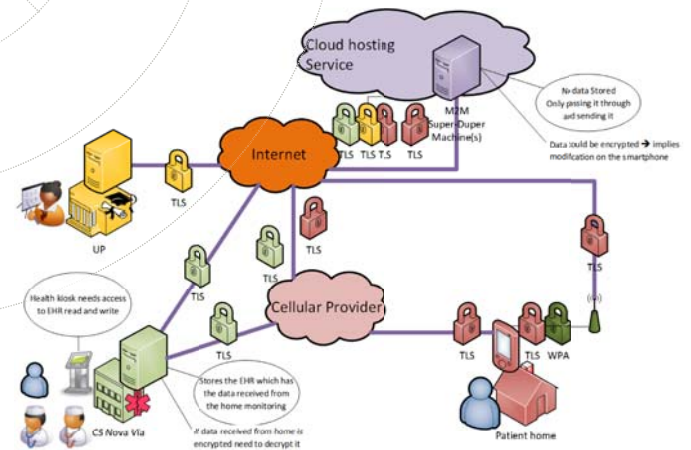 Cloud hosting
Service
No data Stored
Only passing it through
and sending it
M2M
Super-Duper
Machine(s)
Data could be encrypted → implies
modification on the smartphone
TLS TLS TLS TLS
Internet
TLS
UP
TLS
TLS
TLS
TLS
TLS
Cellular Provider
Health kiosk needs access
to EHR read and write
TLS
TLS WPA
Stores the EHR which has
the data received from
the home monitoring
CS Nova Via
If data received from home is
encrypted need to decrypt it
Patient home